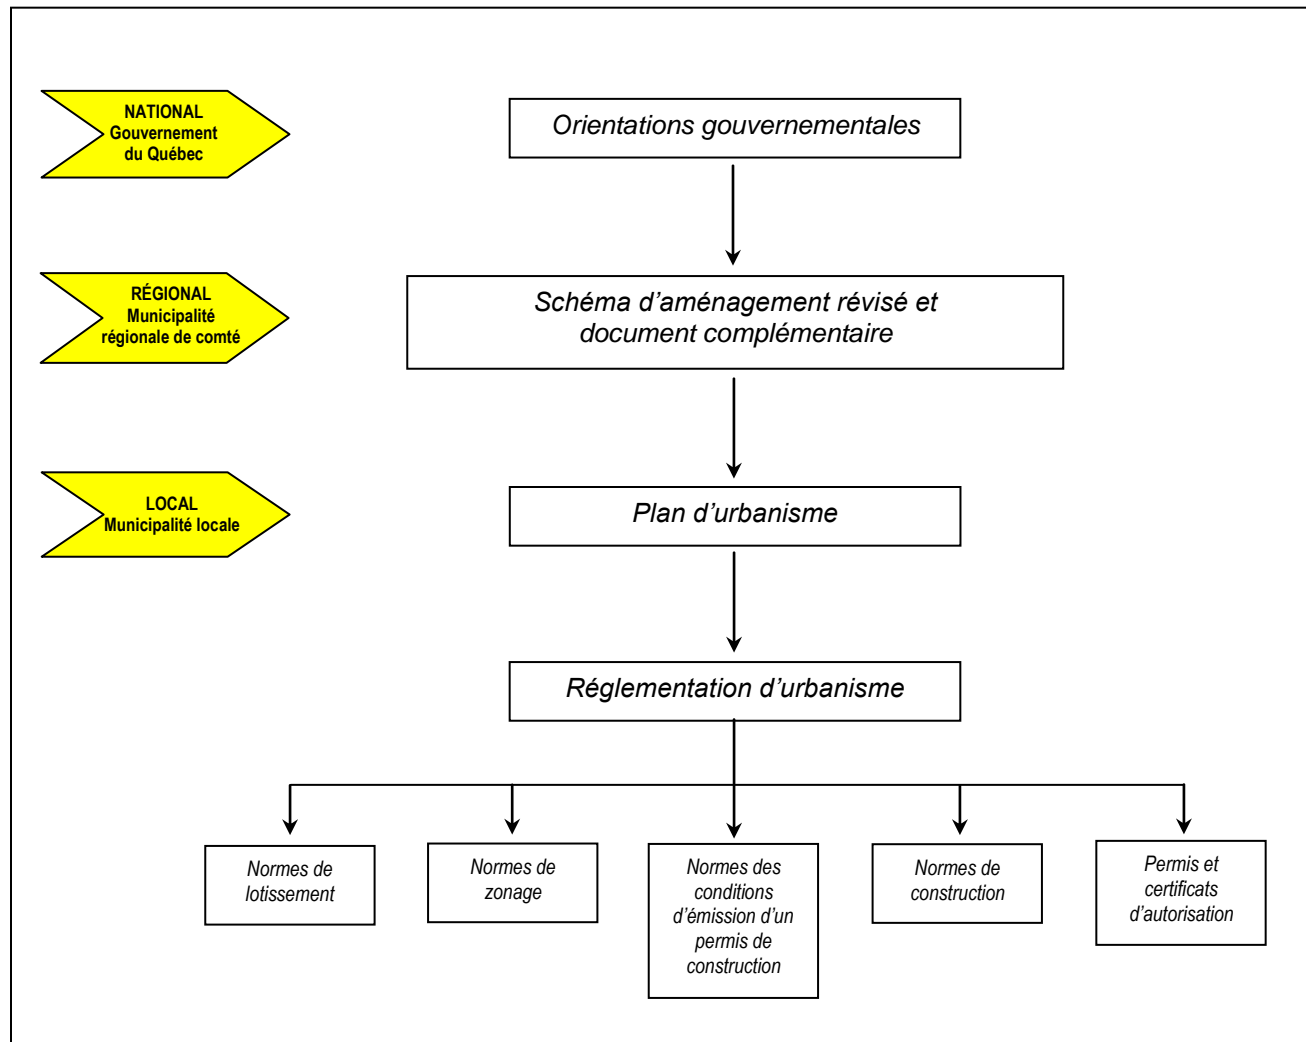 NATIONAL
Gouvernement
du Québec
Orientations gouvernementales
RÉGIONAL
Municipalité
régionale de comté
Schéma d’aménagement révisé et
document complémentaire
LOCAL
Municipalité locale
Plan d’urbanisme
Réglementation d’urbanisme
Normes de
lotissement
Normes de
zonage
Normes des
conditions
d’émission d’un
permis de
construction
Normes de
construction
Permis et
certificats
d’autorisation